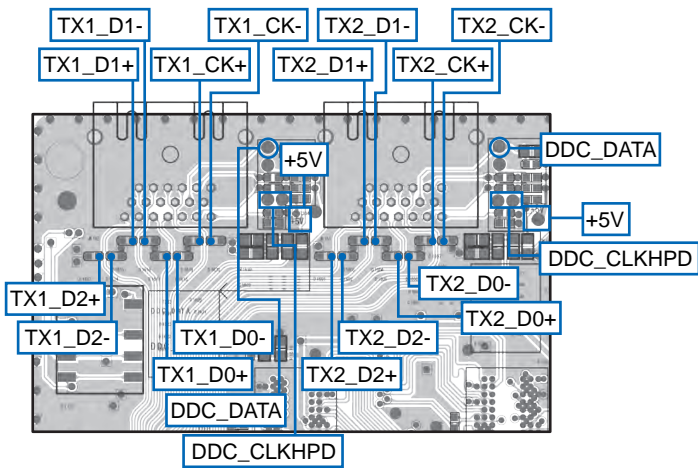 TX1_D1- TX1_CK- TX2_D1- TX2_CK-
TX1_D1+ TX1_CK+ TX2_D1+ TX2_CK+
DDC_DATA
+5V
+5V
DDC_CLKHPD
TX2_D0-
TX1_D2+
TX2_D0+
TX1_D2- TX1_D0- TX2_D2-
TX1_D0+ TX2_D2+
DDC_DATA
DDC_CLKHPD